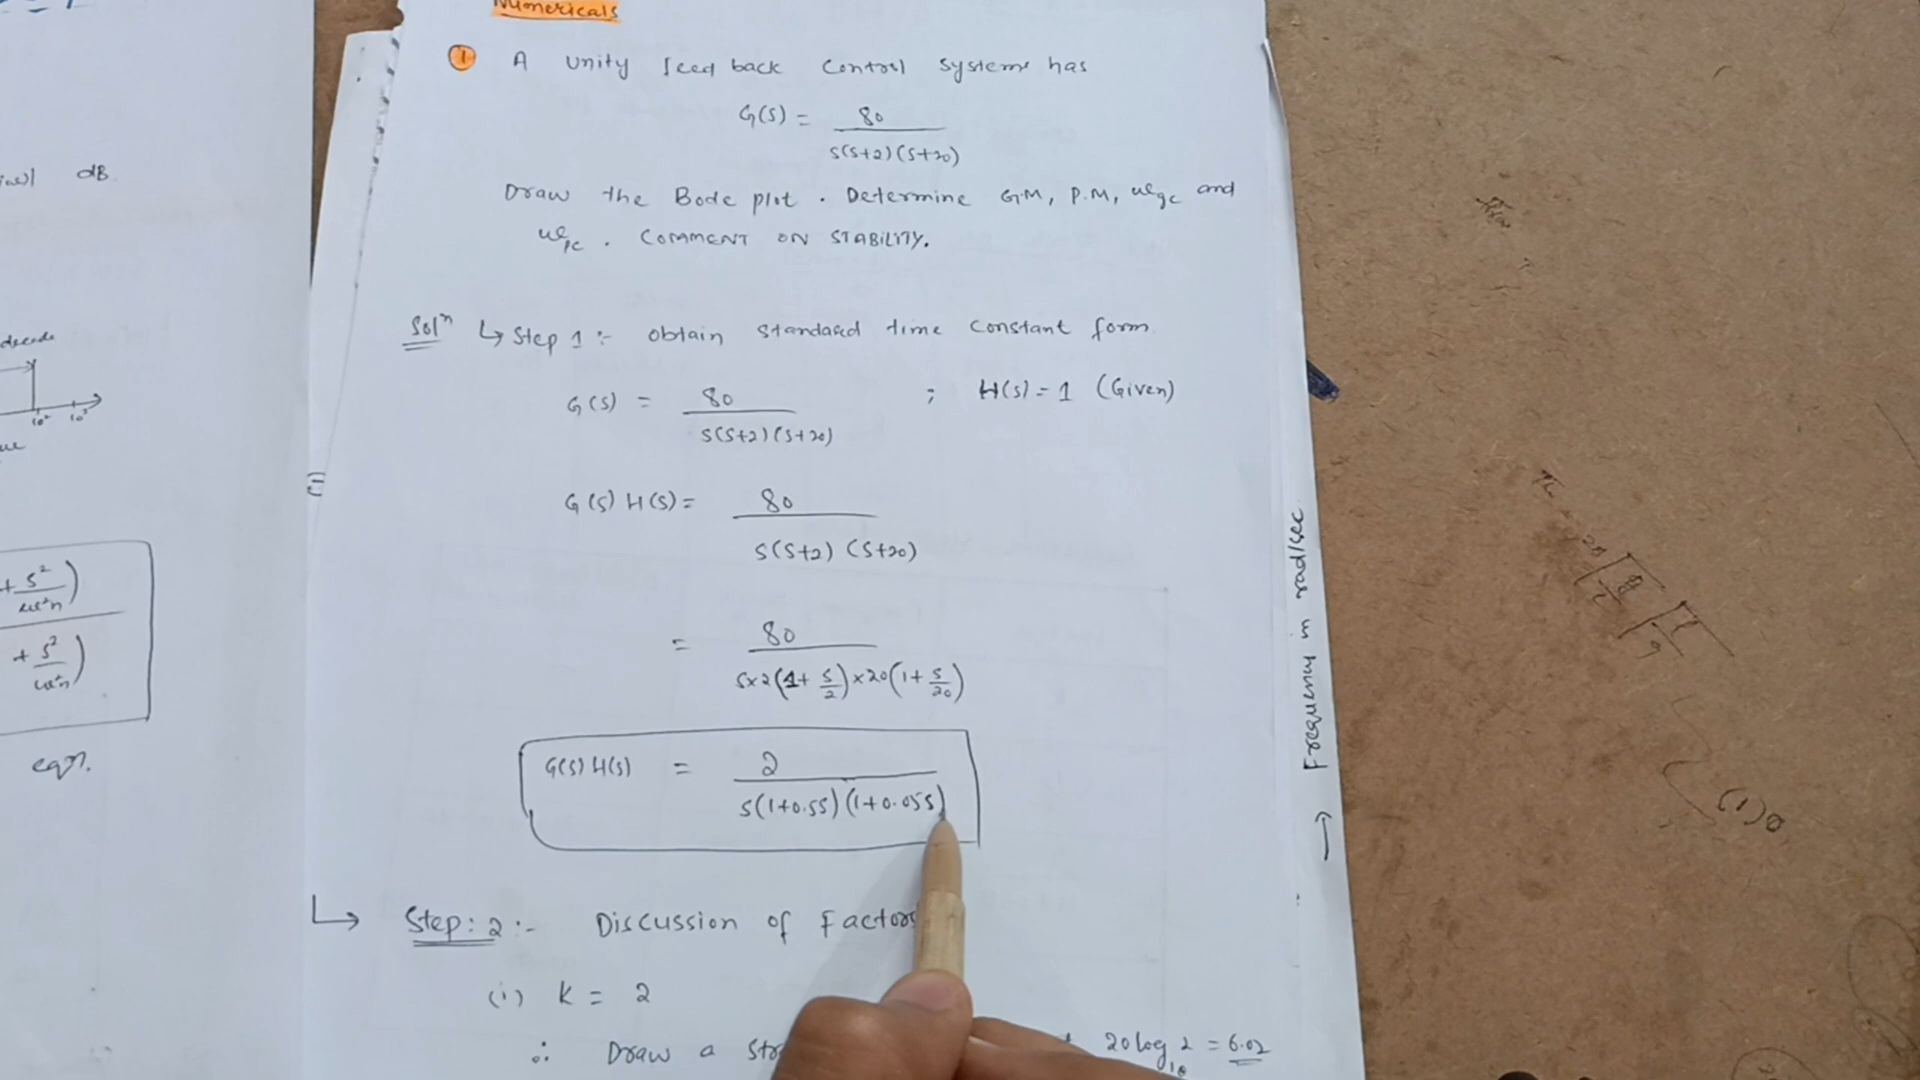 Numericals
1 A unity feed back control systems has
G(s) = 80
s(s+2)(s+20)
Draw the Bode plot. Determine G.M, P.M, ωgc and
ωpc. COMMENT ON STABILITY.
Solⁿ ↳ Step 1 :- obtain standard time constant form
G(s) = 80 ; H(s) = 1 (Given)
s(s+2)(s+20)
G(s) H(s) = 80
s(s+2) (s+20)
= 80
s×2(1+ s/2)×20(1+ s/20)
G(s) H(s) = 2
s(1+0.5s)(1+0.05s)
↳ Step: 2 :- Discussion of Factors
(i) K = 2
∴ Draw a 20 log₁₀ 2 = 6.02
dB
decade
eqn.
→ Frequency in rad/sec